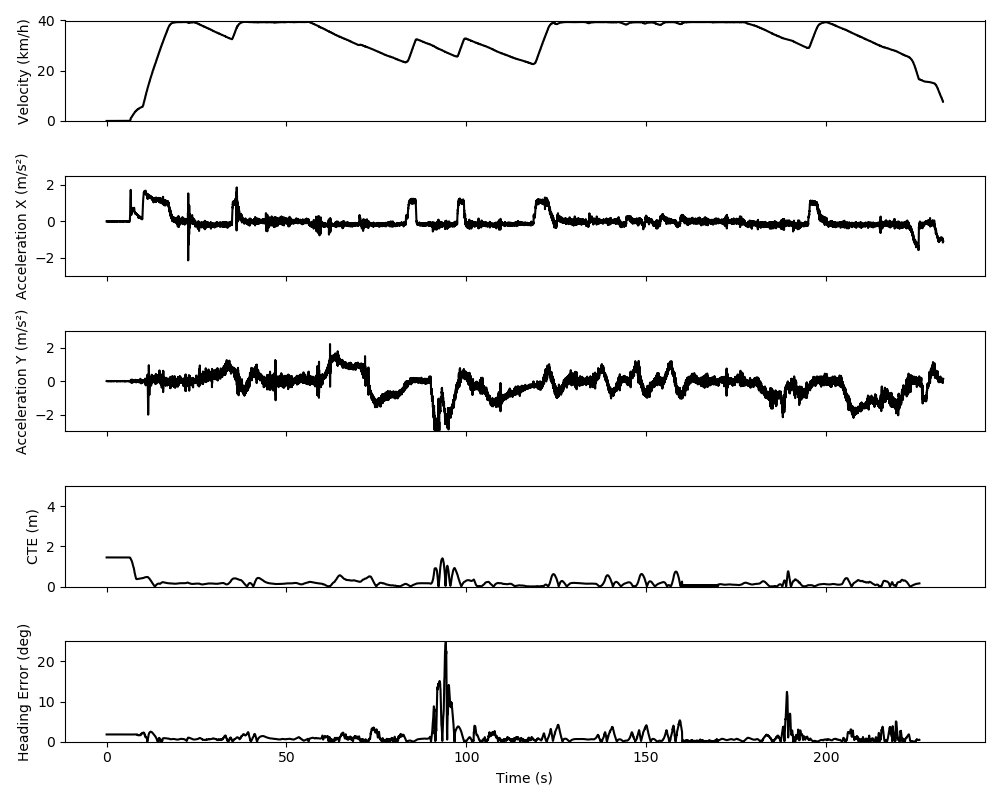 Velocity (km/h)
40
20
0
Acceleration X (m/s²)
2
0
−2
Acceleration Y (m/s²)
2
0
−2
CTE (m)
4
2
0
Heading Error (deg)
20
10
0
0 50 100 150 200
Time (s)